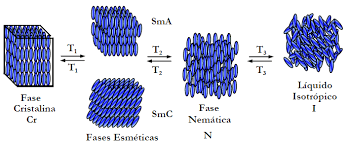 SmA
T₁
T₁
T₂
T₂
T₃
T₃
Fase
Cristalina
Cr
SmC
Fases Esméticas
Fase
Nemática
N
Líquido
Isotrópico
I